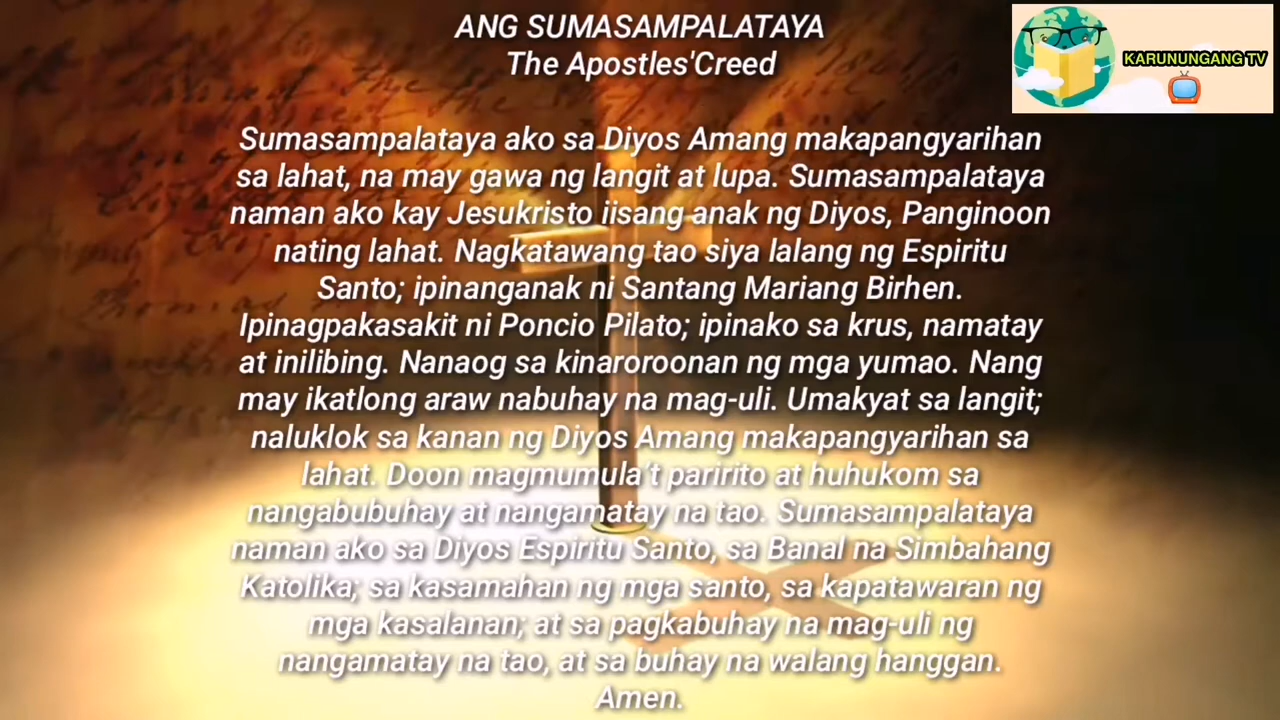 ANG SUMASAMPALATAYA
The Apostles'Creed
KARUNUNGANG TV
Sumasampalataya ako sa Diyos Amang makapangyarihan
sa lahat, na may gawa ng langit at lupa. Sumasampalataya
naman ako kay Jesukristo iisang anak ng Diyos, Panginoon
nating lahat. Nagkatawang tao siya lalang ng Espiritu
Santo; ipinanganak ni Santang Mariang Birhen.
Ipinagpakasakit ni Poncio Pilato; ipinako sa krus, namatay
at inilibing. Nanaog sa kinaroroonan ng mga yumao. Nang
may ikatlong araw nabuhay na mag-uli. Umakyat sa langit;
naluklok sa kanan ng Diyos Amang makapangyarihan sa
lahat. Doon magmumula't paririto at huhukom sa
nangabubuhay at nangamatay na tao. Sumasampalataya
naman ako sa Diyos Espiritu Santo, sa Banal na Simbahang
Katolika; sa kasamahan ng mga santo, sa kapatawaran ng
mga kasalanan; at sa pagkabuhay na mag-uli ng
nangamatay na tao, at sa buhay na walang hanggan.
Amen.